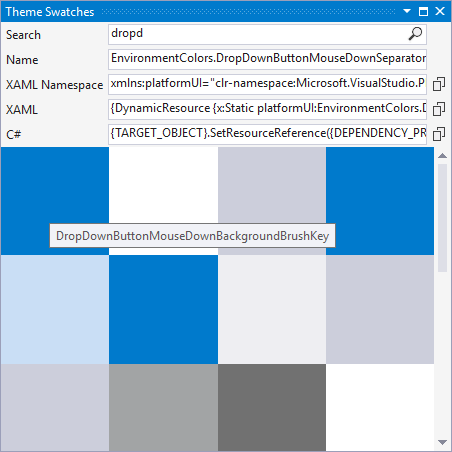 Theme Swatches
Search dropd
Name EnvironmentColors.DropDownButtonMouseDownSeparator
XAML Namespace xmlns:platformUI="clr-namespace:Microsoft.VisualStudio.P
XAML {DynamicResource {x:Static platformUI:EnvironmentColors.D
C# {TARGET_OBJECT}.SetResourceReference({DEPENDENCY_PR
DropDownButtonMouseDownBackgroundBrushKey